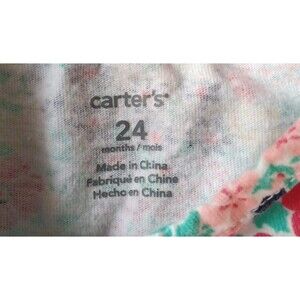 carter's
24
months / mois
Made in China
Fabriqué en Chine
Hecho en China